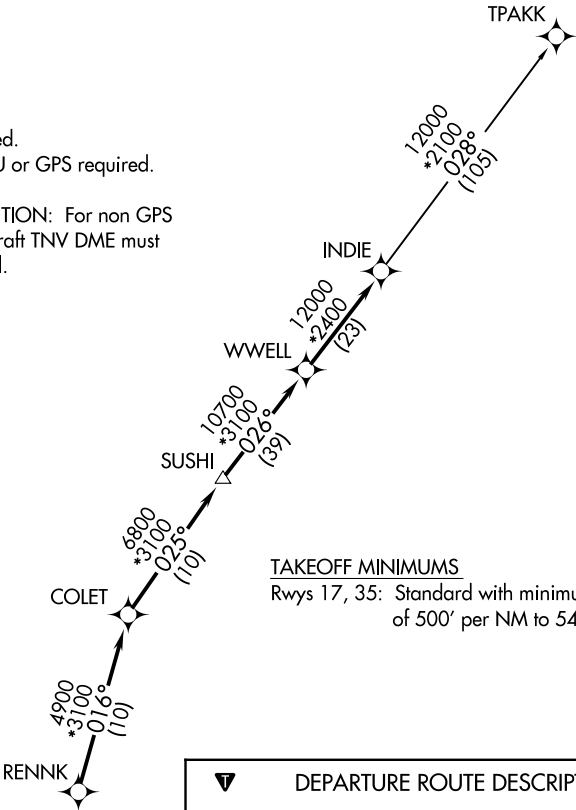 TPAKK
12000
*2100
028°
(105)
ed.
U or GPS required.
TION: For non GPS
raft TNV DME must
d.
INDIE
12000
*2400
(23)
WWELL
10700
*3100
026°
(39)
SUSHI
6800
*3100
025°
(10)
TAKEOFF MINIMUMS
Rwys 17, 35: Standard with minimu
of 500' per NM to 54
COLET
4900
*3100
016°
(10)
RENNK
T
DEPARTURE ROUTE DESCRIPT